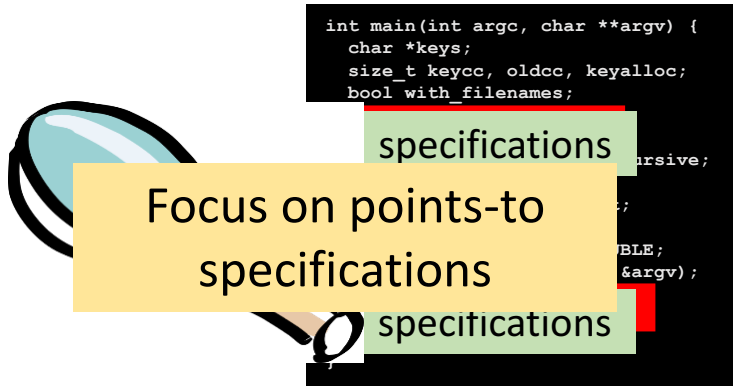 int main(int argc, char **argv) {
char *keys;
size_t keycc, oldcc, keyalloc;
bool with_filenames;
specifications
ursive;
Focus on points-to
specifications
;
UBLE;
&argv);
specifications
}